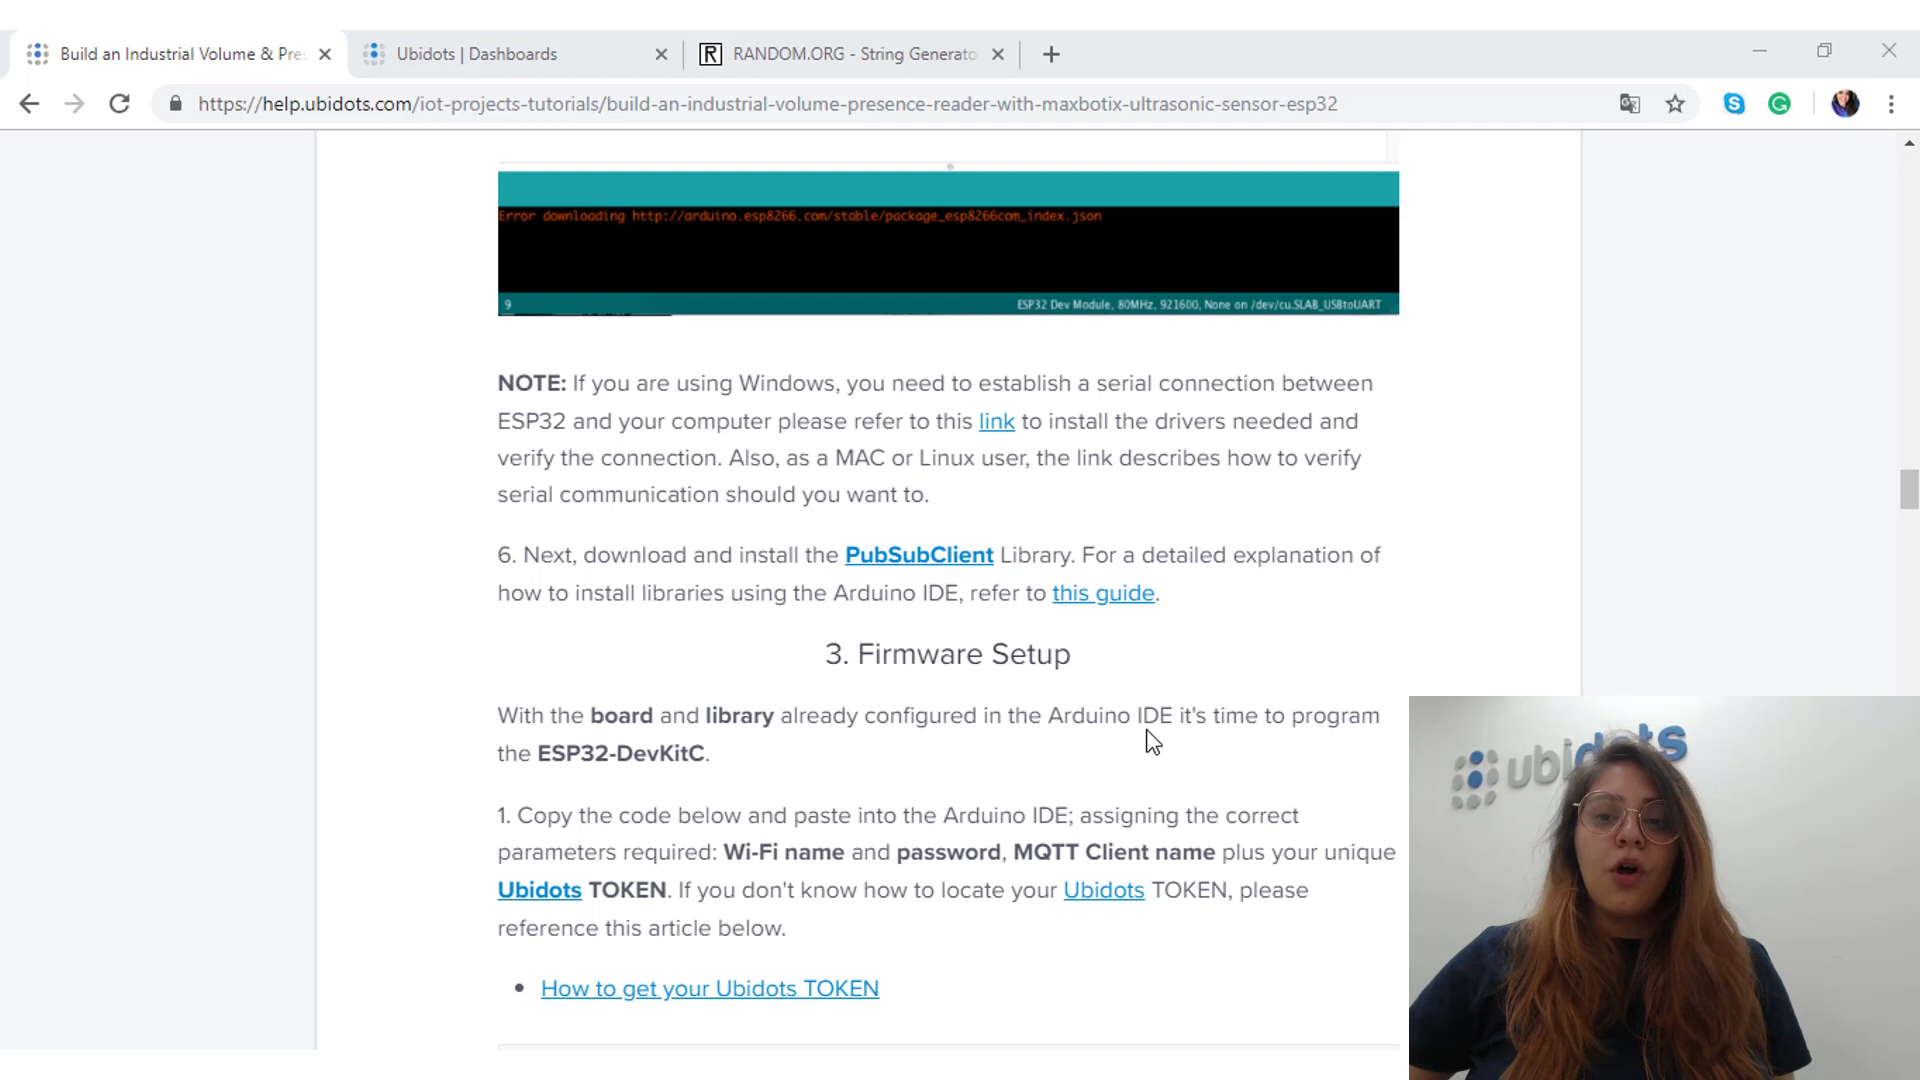 Build an Industrial Volume & Pre
Ubidots | Dashboards
RANDOM.ORG - String Generato
https://help.ubidots.com/iot-projects-tutorials/build-an-industrial-volume-presence-reader-with-maxbotix-ultrasonic-sensor-esp32
Error downloading http://arduino.esp8266.com/stable/package_esp8266com_index.json
9
ESP32 Dev Module, 80MHz, 921600, None on /dev/cu.SLAB_USBtoUART
NOTE: If you are using Windows, you need to establish a serial connection between
ESP32 and your computer please refer to this link to install the drivers needed and
verify the connection. Also, as a MAC or Linux user, the link describes how to verify
serial communication should you want to.
6. Next, download and install the PubSubClient Library. For a detailed explanation of
how to install libraries using the Arduino IDE, refer to this guide.
3. Firmware Setup
With the board and library already configured in the Arduino IDE it's time to program
the ESP32-DevKitC.
1. Copy the code below and paste into the Arduino IDE; assigning the correct
parameters required: Wi-Fi name and password, MQTT Client name plus your unique
Ubidots TOKEN. If you don't know how to locate your Ubidots TOKEN, please
reference this article below.
• How to get your Ubidots TOKEN
ubidots